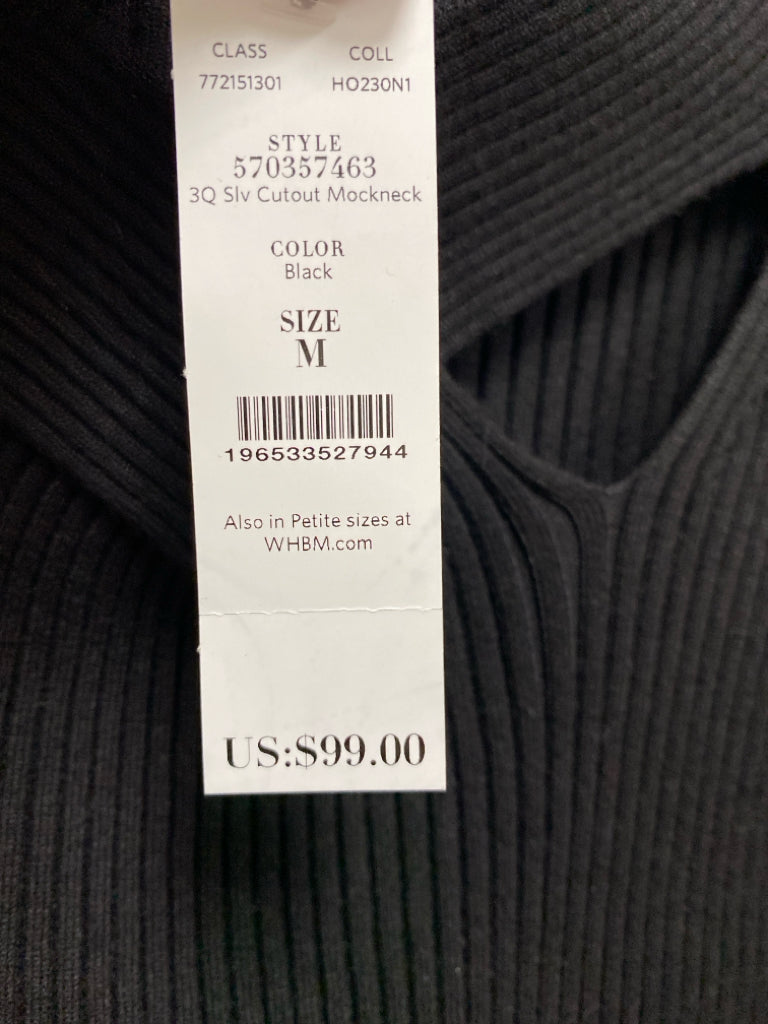 CLASS COLL
772151301 HO230N1
STYLE
570357463
3Q Slv Cutout Mockneck
COLOR
Black
SIZE
M
196533527944
Also in Petite sizes at
WHBM.com
US:$99.00